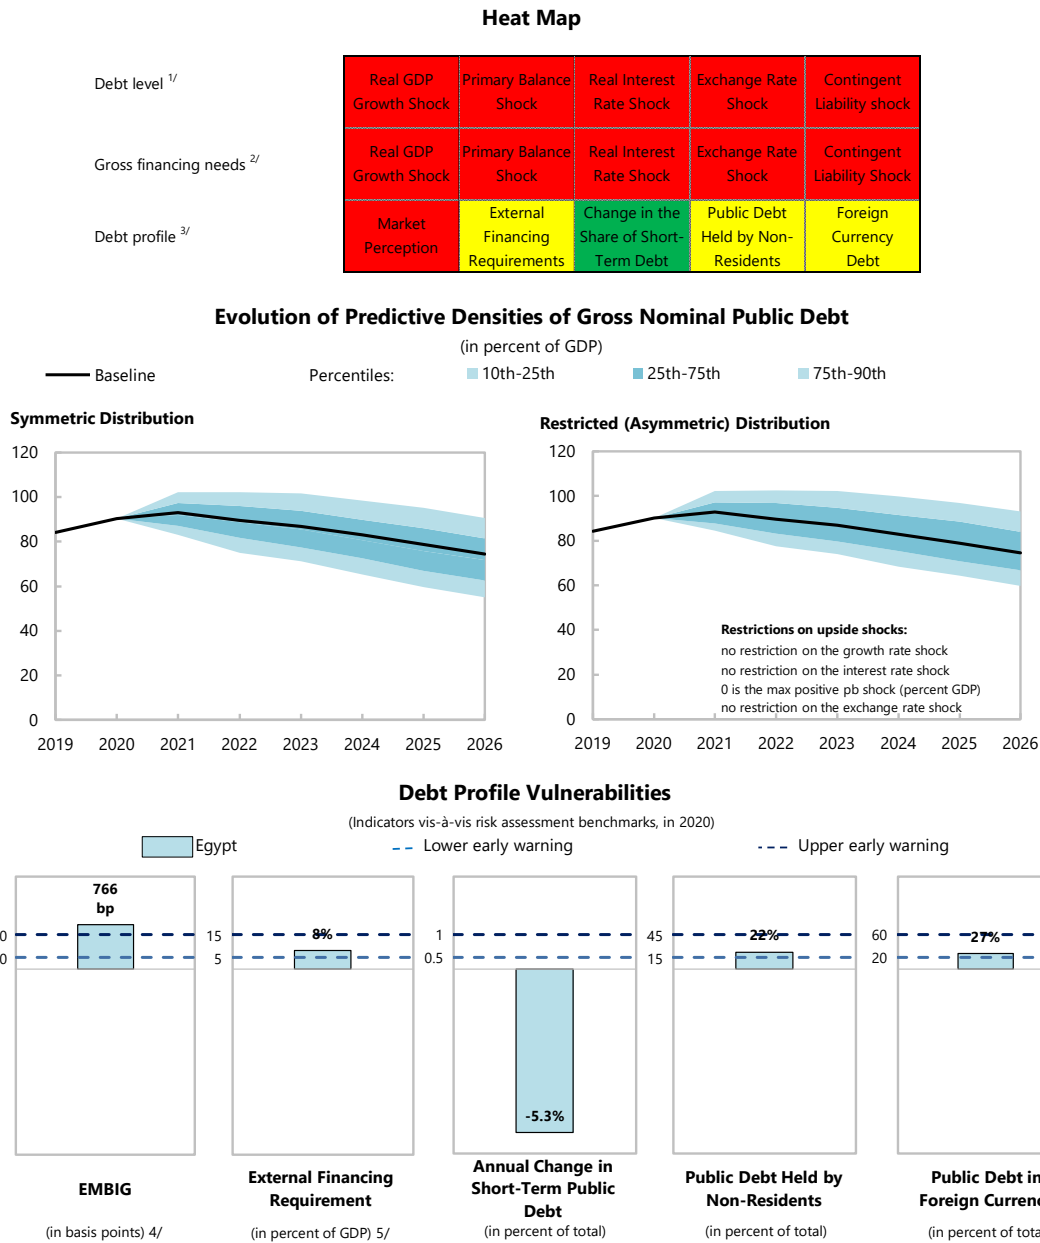 Heat Map
Debt level 1/
Real GDP Growth Shock
Primary Balance Shock
Real Interest Rate Shock
Exchange Rate Shock
Contingent Liability shock
Gross financing needs 2/
Real GDP Growth Shock
Primary Balance Shock
Real Interest Rate Shock
Exchange Rate Shock
Contingent Liability Shock
Debt profile 3/
Market Perception
External Financing Requirements
Change in the Share of Short-Term Debt
Public Debt Held by Non-Residents
Foreign Currency Debt
Evolution of Predictive Densities of Gross Nominal Public Debt
(in percent of GDP)
Baseline
Percentiles:
10th-25th
25th-75th
75th-90th
Symmetric Distribution
120
100
80
60
40
20
0
2019 2020 2021 2022 2023 2024 2025 2026
Restricted (Asymmetric) Distribution
120
100
80
60
40
20
0
Restrictions on upside shocks:
no restriction on the growth rate shock
no restriction on the interest rate shock
0 is the max positive pb shock (percent GDP)
no restriction on the exchange rate shock
2019 2020 2021 2022 2023 2024 2025 2026
Debt Profile Vulnerabilities
(Indicators vis-à-vis risk assessment benchmarks, in 2020)
Egypt
Lower early warning
Upper early warning
766
bp
0
0
EMBIG
(in basis points) 4/
15
5
8%
External Financing
Requirement
(in percent of GDP) 5/
1
0.5
-5.3%
Annual Change in
Short-Term Public
Debt
(in percent of total)
45
15
22%
Public Debt Held by
Non-Residents
(in percent of total)
60
20
27%
Public Debt in
Foreign Currenc
(in percent of tota